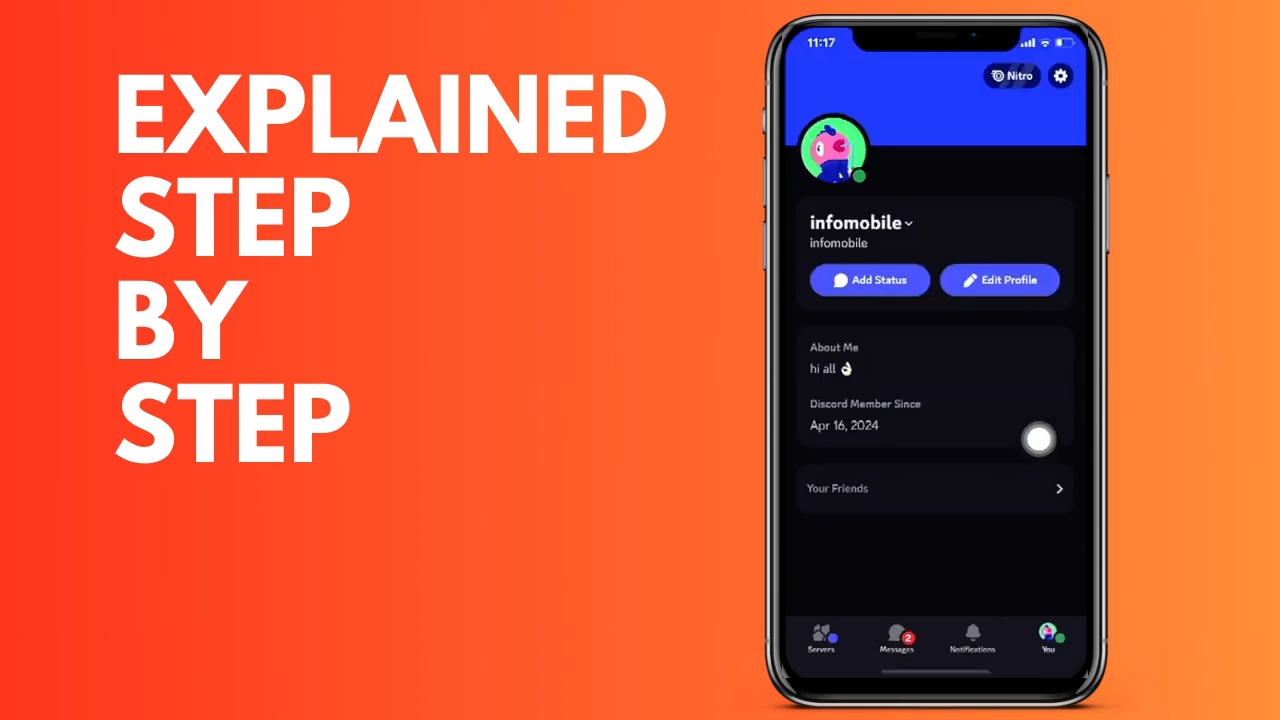 EXPLAINED
STEP
BY
STEP
11:17
Nitro
infomobile
infomobile
Add Status
Edit Profile
About Me
hi all 👌🏻
Discord Member Since
Apr 16, 2024
Your Friends
2
Servers
Messages
Notifications
You